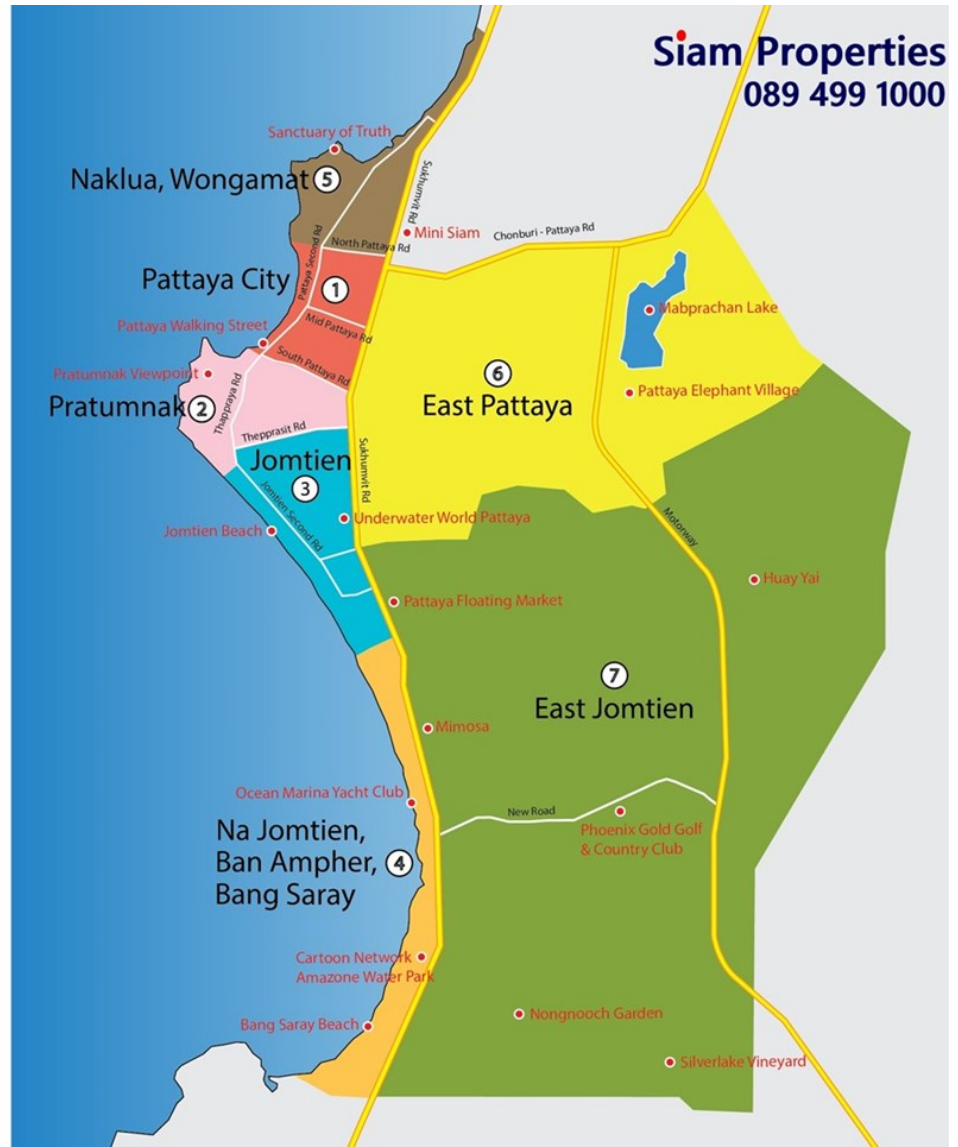 Siam Properties
089 499 1000
Sanctuary of Truth
Naklua, Wongamat 5
Sukhumvit Rd
Mini Siam
Chonburi - Pattaya Rd
North Pattaya Rd
Pattaya Second Rd
Pattaya City
1
Mabprachan Lake
Mid Pattaya Rd
Pattaya Walking Street
South Pattaya Rd
Pratumnak Viewpoint
6
East Pattaya
Pattaya Elephant Village
Pratumnak 2
Thappraya Rd
Thepprasit Rd
Jomtien
3
Sukhumvit Rd
Jomtien Second Rd
Underwater World Pattaya
Jomtien Beach
Motorway
Huay Yai
Pattaya Floating Market
7
East Jomtien
Mimosa
Ocean Marina Yacht Club
New Road
Phoenix Gold Golf
& Country Club
Na Jomtien,
Ban Ampher, 4
Bang Saray
Cartoon Network
Amazone Water Park
Nongnooch Garden
Bang Saray Beach
Silverlake Vineyard